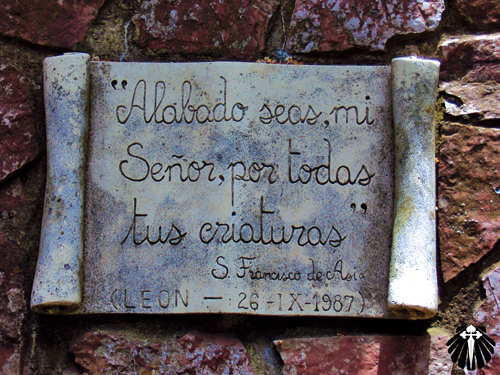 "Alabado seas, mi
Señor, por todas
tus criaturas"
S. Francisco de Asís
(LEON - 26-IX-1987)